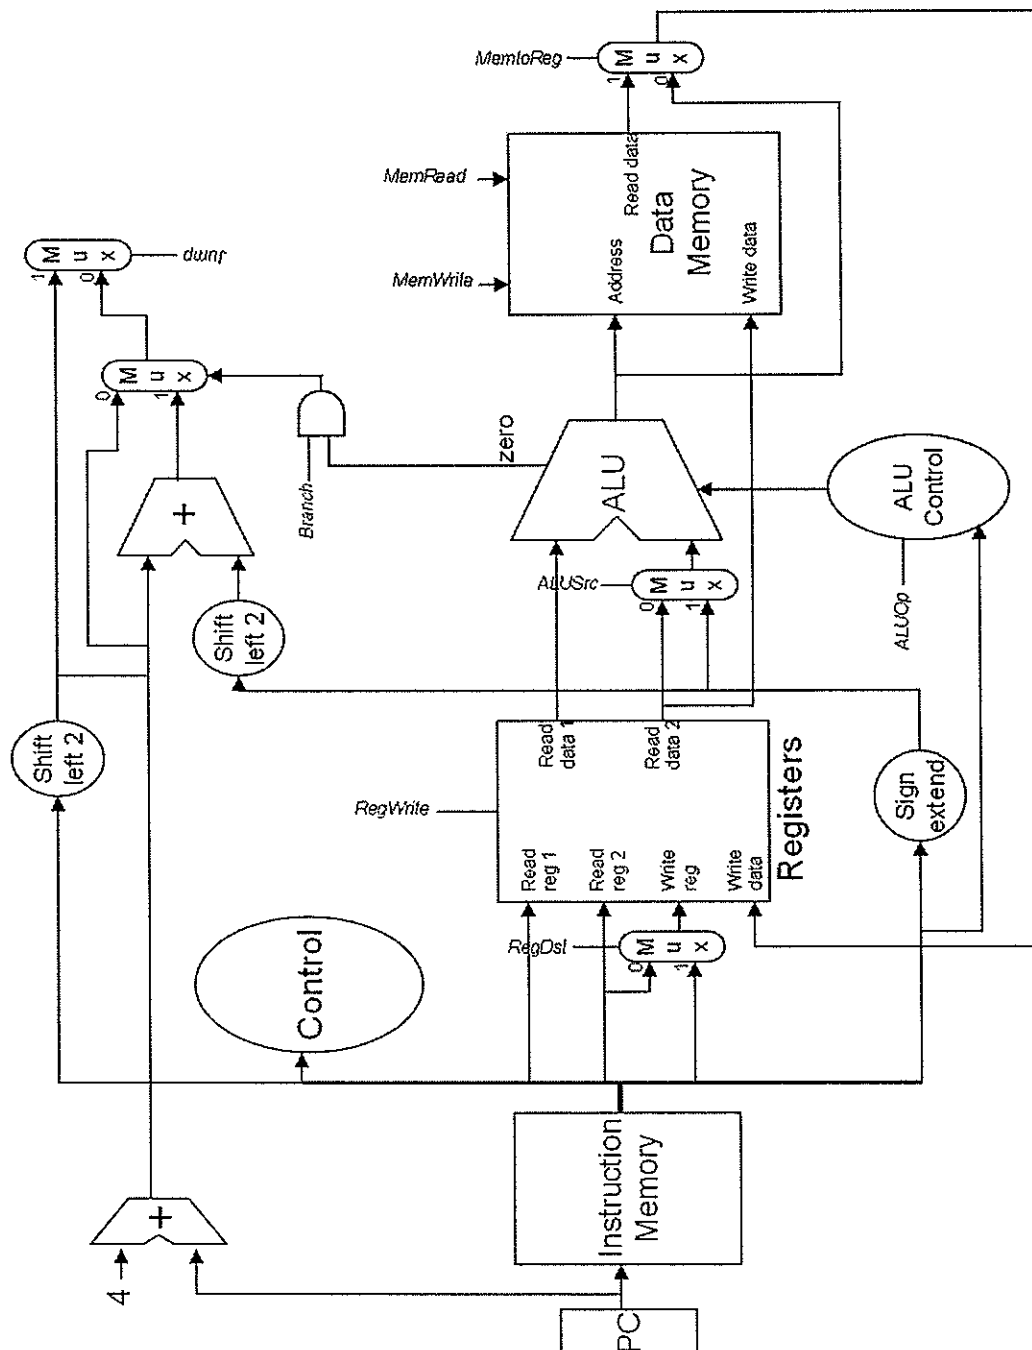 4
+
Shift
left 2
1
M
u
x
0
Jump
0
M
u
x
1
+
Shift
left 2
Control
Branch
zero
PC
Instruction
Memory
RegDst
0
M
u
x
1
RegWrite
Read
reg 1
Read
reg 2
Write
reg
Write
data
Read
data 1
Read
data 2
Registers
ALUSrc
0
M
u
x
1
ALU
MemWrite
MemRead
Address
Read data
Data
Memory
Write data
MemtoReg
1
M
u
x
0
Sign
extend
ALUOp
ALU
Control